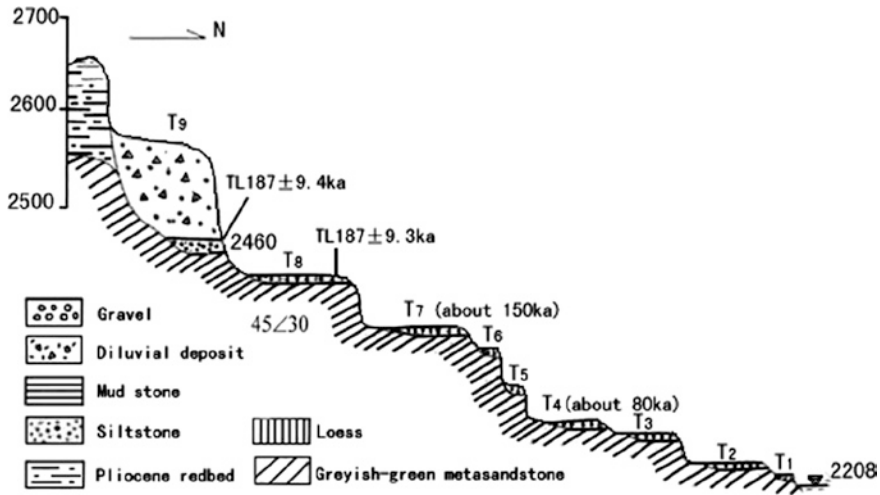 2700
N
2600
T9
TL187±9.4ka
2500
2460
TL187±9.3ka
T8
T7 (about 150ka)
45∠30
T6
T5
T4(about 80ka)
T3
T2
T1
2208
Gravel
Diluvial deposit
Mud stone
Siltstone
Loess
Pliocene redbed
Greyish-green metasandstone